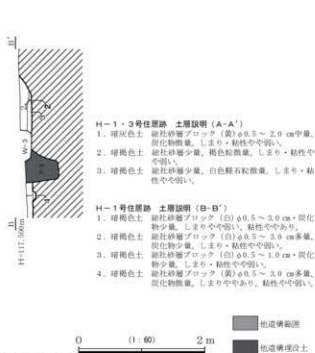 B'
2
3
2'
W-3
B
H=117.500m
H-1・3号住居跡 土層説明 (A-A')
1. 暗灰色土 総社砂層ブロック (黄) φ0.5 ~ 2.0 cm中量、
炭化物微量、しまり・粘性やや弱い。
2. 暗褐色土 総社砂層少量、褐色粒微量、しまり・粘性や
や弱い。
3. 暗褐色土 総社砂層少量、白色軽石粒微量、しまり・粘
性やや弱い。
H-1号住居跡 土層説明 (B-B')
1. 暗褐色土 総社砂層ブロック (白) φ0.5 ~ 3.0 cm・炭化
物少量、しまりやや弱い、粘性ややあり。
2. 暗褐色土 総社砂層ブロック (白) φ0.5 ~ 3.0 cm多量、
炭化物少量、しまり・粘性やや弱い。
3. 暗褐色土 総社砂層ブロック (白) φ0.5 ~ 1.0 cm・炭化
物少量、しまり・粘性やや弱い。
4. 暗褐色土 総社砂層ブロック (白) φ0.5 ~ 3.0 cm多量、
炭化物微量、しまりややあり、粘性やや弱い。
他遺構範囲
0 (1:60) 2 m
他遺構埋没土